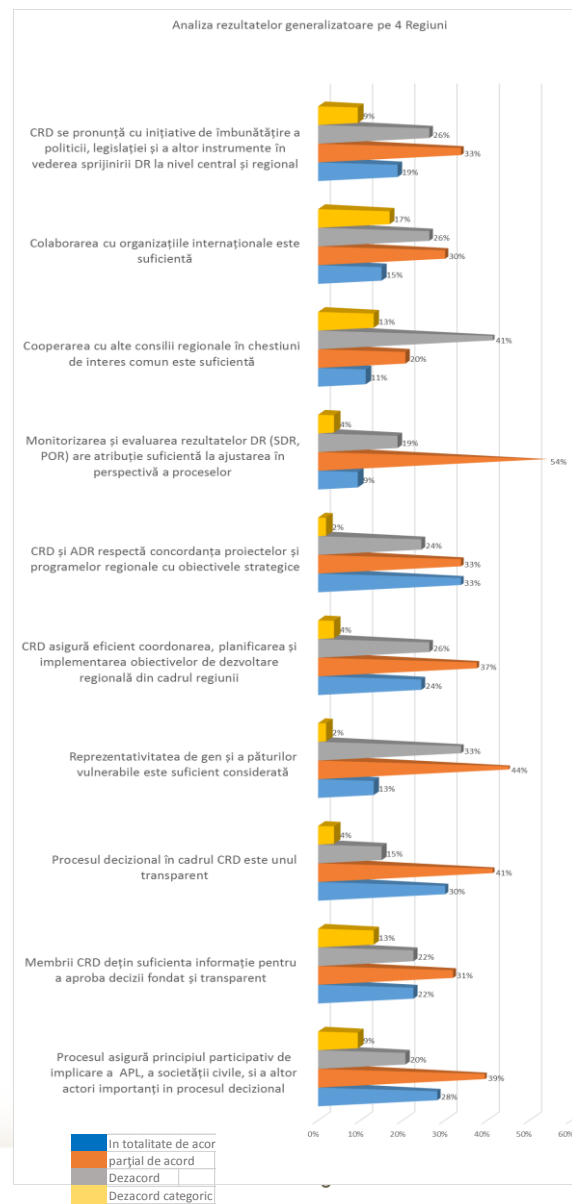 Analiza rezultatelor generalizatoare pe 4 Regiuni
9%
CRD se pronunță cu inițiative de îmbunătățire a
politicii, legislației și a altor instrumente în
vederea sprijinirii DR la nivel central și regional
26%
33%
19%
17%
Colaborarea cu organizațiile internaționale este
suficientă
26%
30%
15%
13%
Cooperarea cu alte consilii regionale în chestiuni
de interes comun este suficientă
41%
20%
11%
4%
Monitorizarea și evaluarea rezultatelor DR (SDR,
POR) are atribuție suficientă la ajustarea în
perspectivă a proceselor
19%
54%
9%
2%
CRD și ADR respectă concordanța proiectelor și
programelor regionale cu obiectivele strategice
24%
33%
33%
4%
CRD asigură eficient coordonarea, planificarea și
implementarea obiectivelor de dezvoltare
regională din cadrul regiunii
26%
37%
24%
2%
Reprezentativitatea de gen și a păturilor
vulnerabile este suficient considerată
33%
44%
13%
4%
Procesul decizional în cadrul CRD este unul
transparent
15%
41%
30%
13%
Membrii CRD dețin suficienta informație pentru
a aproba decizii fondat și transparent
22%
31%
22%
9%
Procesul asigură principiul participativ de
implicare a APL, a societății civile, si a altor
actori importanți in procesul decizional
20%
39%
28%
0% 10% 20% 30% 40% 50% 60%
In totalitate de acor
parțial de acord
Dezacord
Dezacord categoric